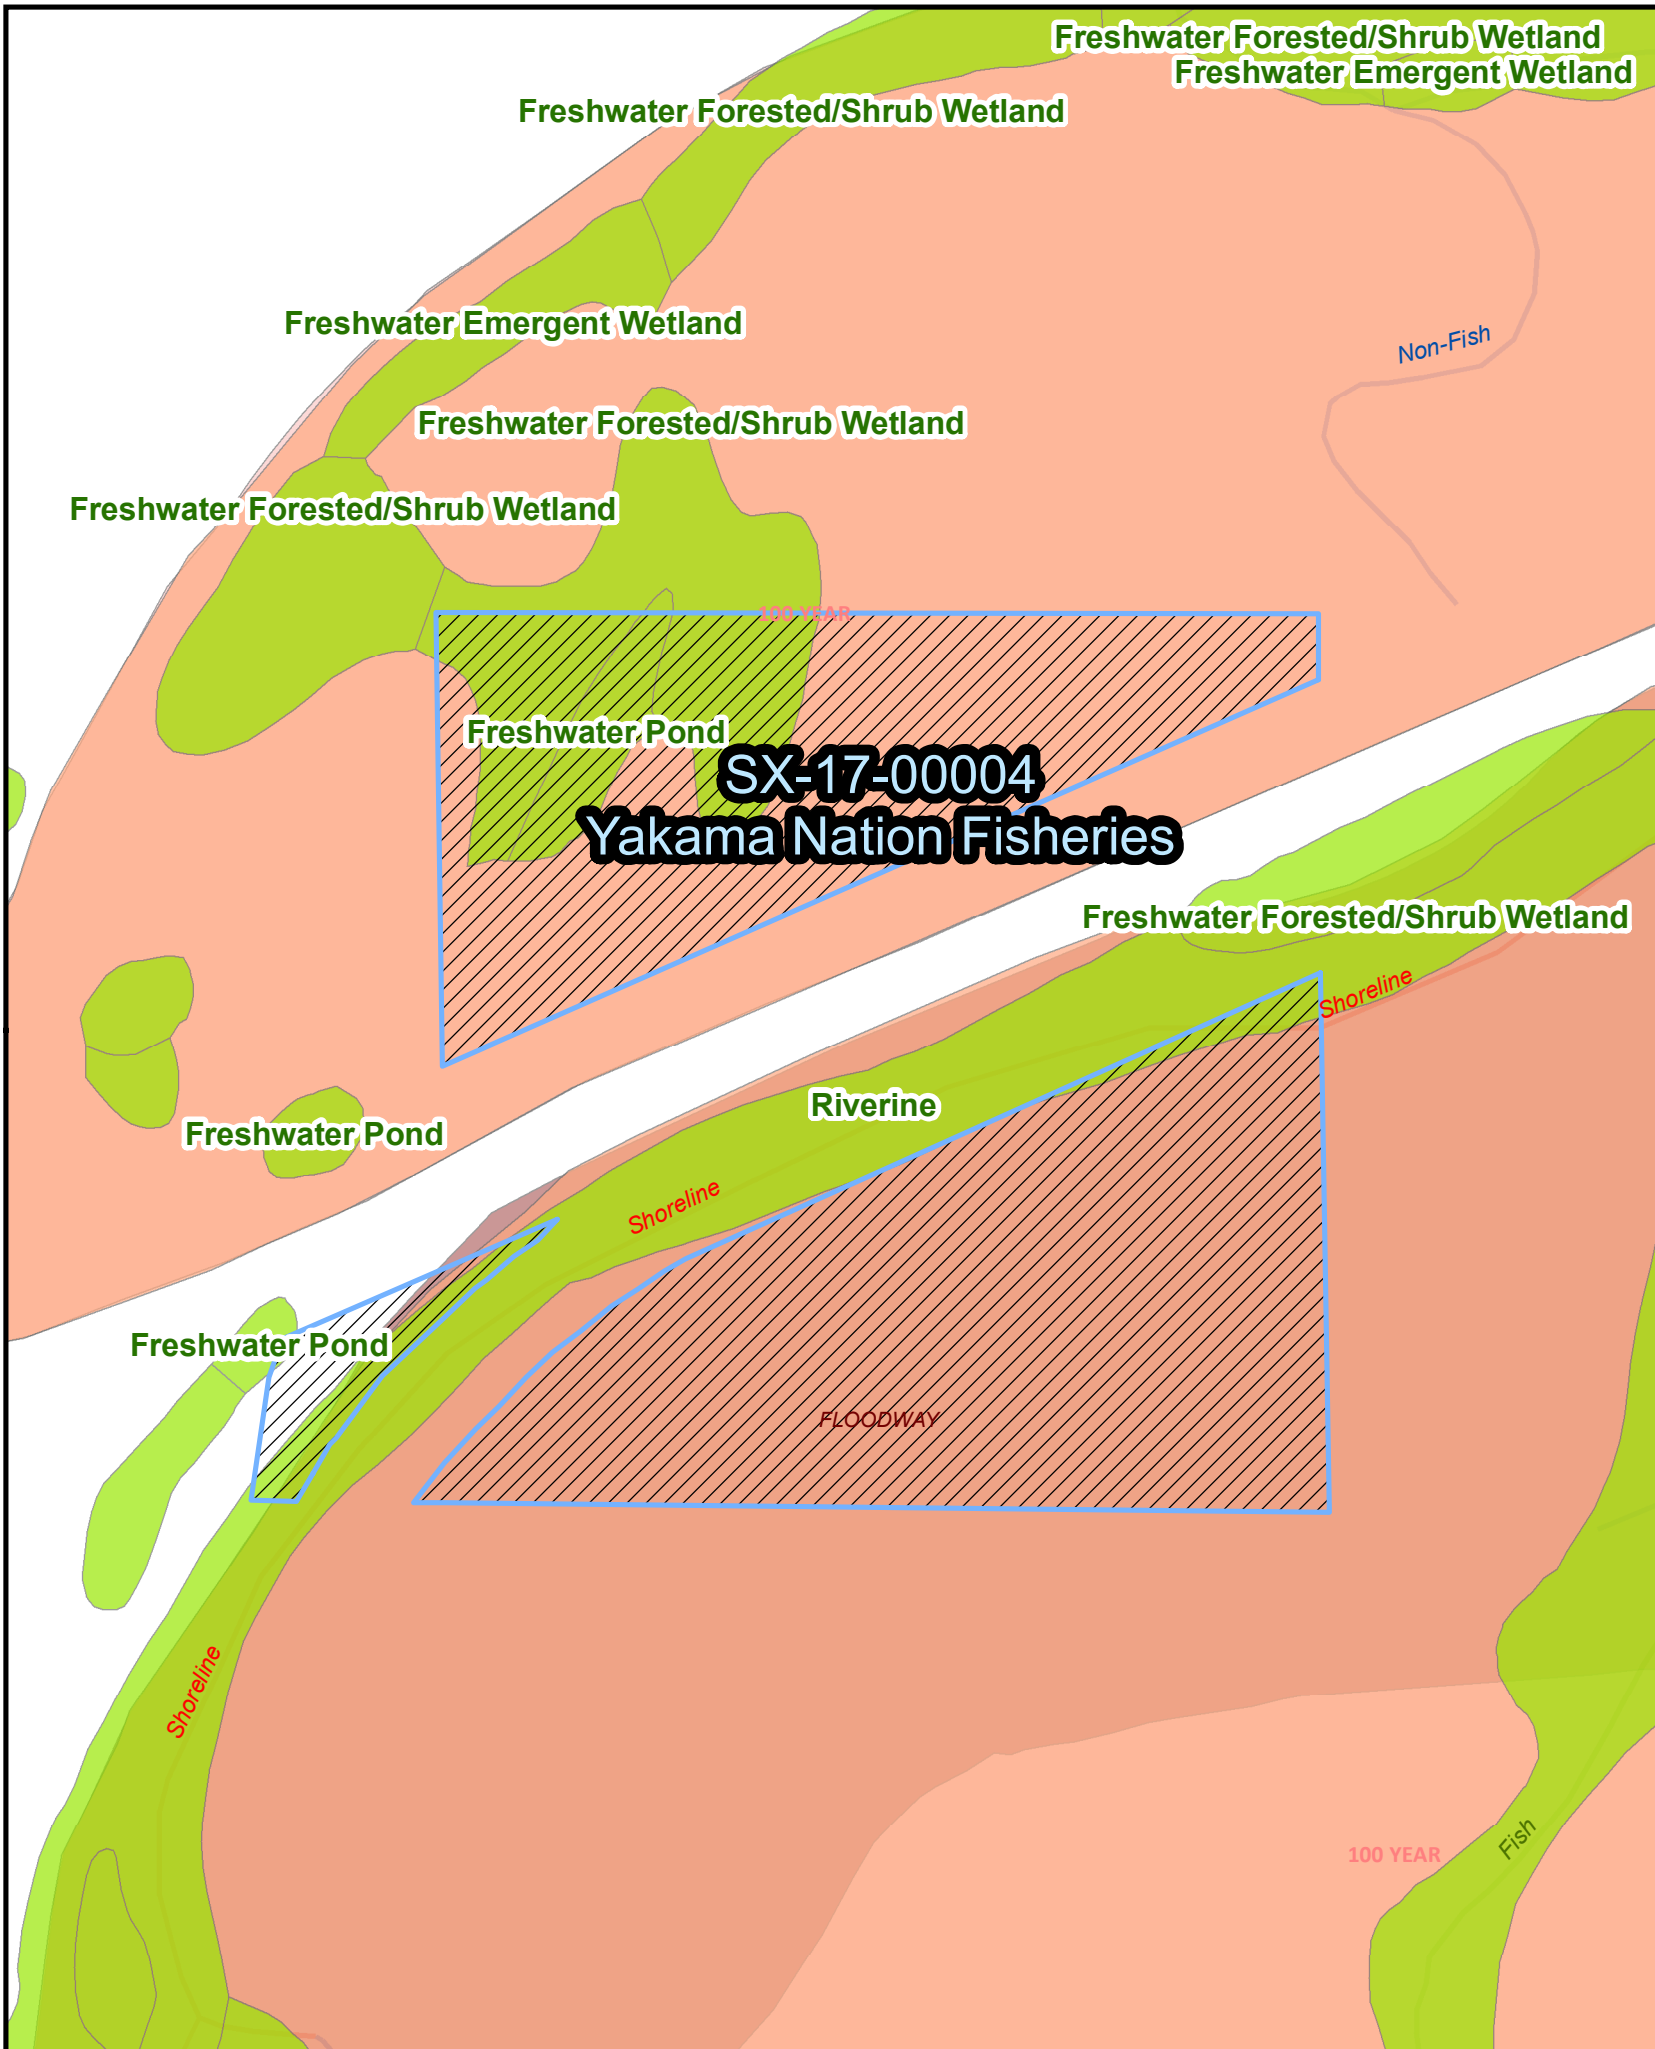 Freshwater Forested/Shrub Wetland
Freshwater Emergent Wetland
Freshwater Forested/Shrub Wetland
Freshwater Emergent Wetland
Non-Fish
Freshwater Forested/Shrub Wetland
Freshwater Forested/Shrub Wetland
100 YEAR
Freshwater Pond
SX-17-00004
Yakama Nation Fisheries
Freshwater Forested/Shrub Wetland
Shoreline
Riverine
Freshwater Pond
Shoreline
Freshwater Pond
FLOODWAY
Shoreline
Fish
100 YEAR